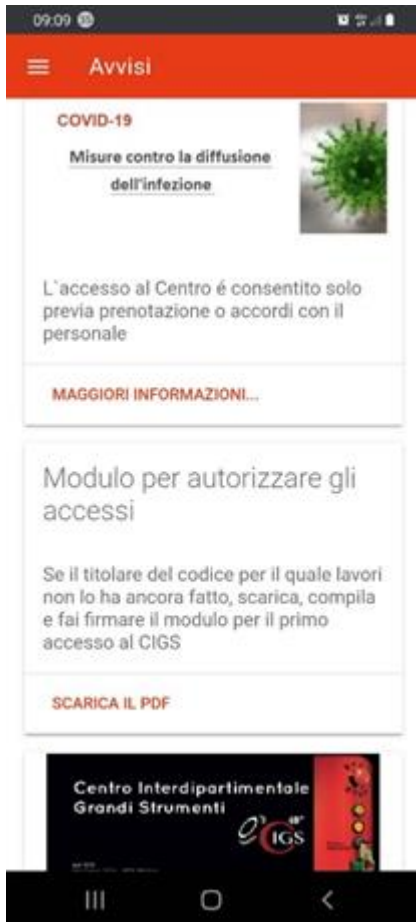 09:09
Avvisi
COVID-19
Misure contro la diffusione
dell'infezione
L`accesso al Centro é consentito solo
previa prenotazione o accordi con il
personale
MAGGIORI INFORMAZIONI...
Modulo per autorizzare gli
accessi
Se il titolare del codice per il quale lavori
non lo ha ancora fatto, scarica, compila
e fai firmare il modulo per il primo
accesso al CIGS
SCARICA IL PDF
Centro Interdipartimentale
Grandi Strumenti
CIGS